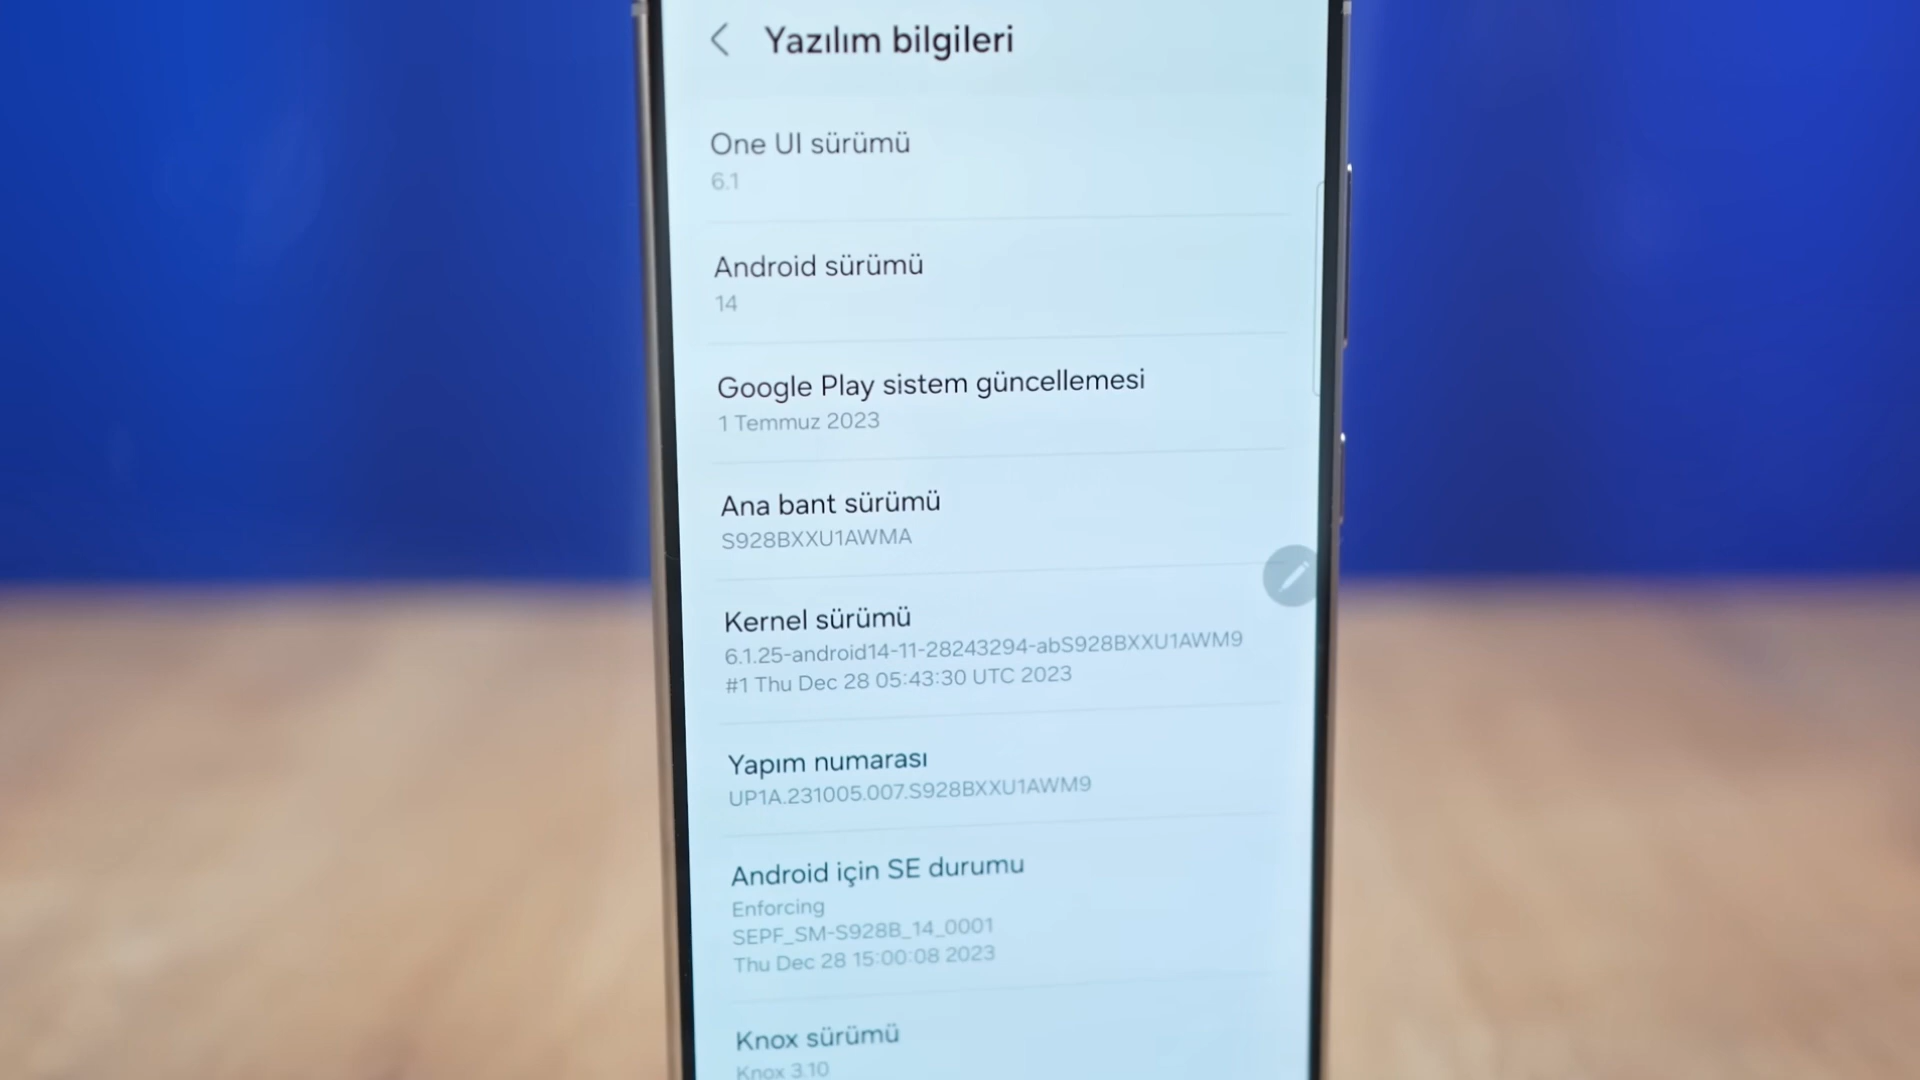 Yazılım bilgileri
One UI sürümü
6.1
Android sürümü
14
Google Play sistem güncellemesi
1 Temmuz 2023
Ana bant sürümü
S928BXXU1AWMA
Kernel sürümü
6.1.25-android14-11-28243294-abS928BXXU1AWM9
#1 Thu Dec 28 05:43:30 UTC 2023
Yapım numarası
UP1A.231005.007.S928BXXU1AWM9
Android için SE durumu
Enforcing
SEPF_SM-S928B_14_0001
Thu Dec 28 15:00:08 2023
Knox sürümü
Knox 3.10